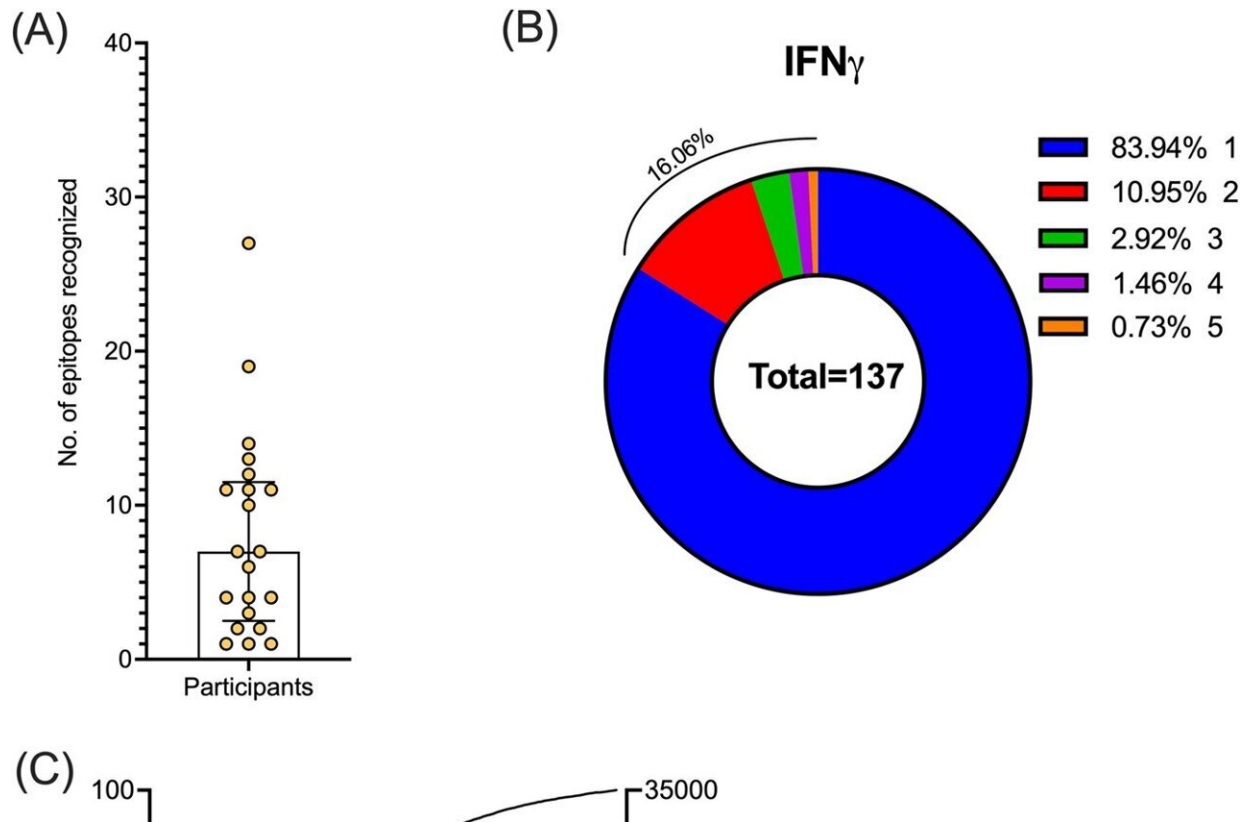 (A)
40
30
20
10
0
No. of epitopes recognized
Participants
(B)
IFNγ
16.06%
Total=137
83.94% 1
10.95% 2
2.92% 3
1.46% 4
0.73% 5
(C)
100
35000